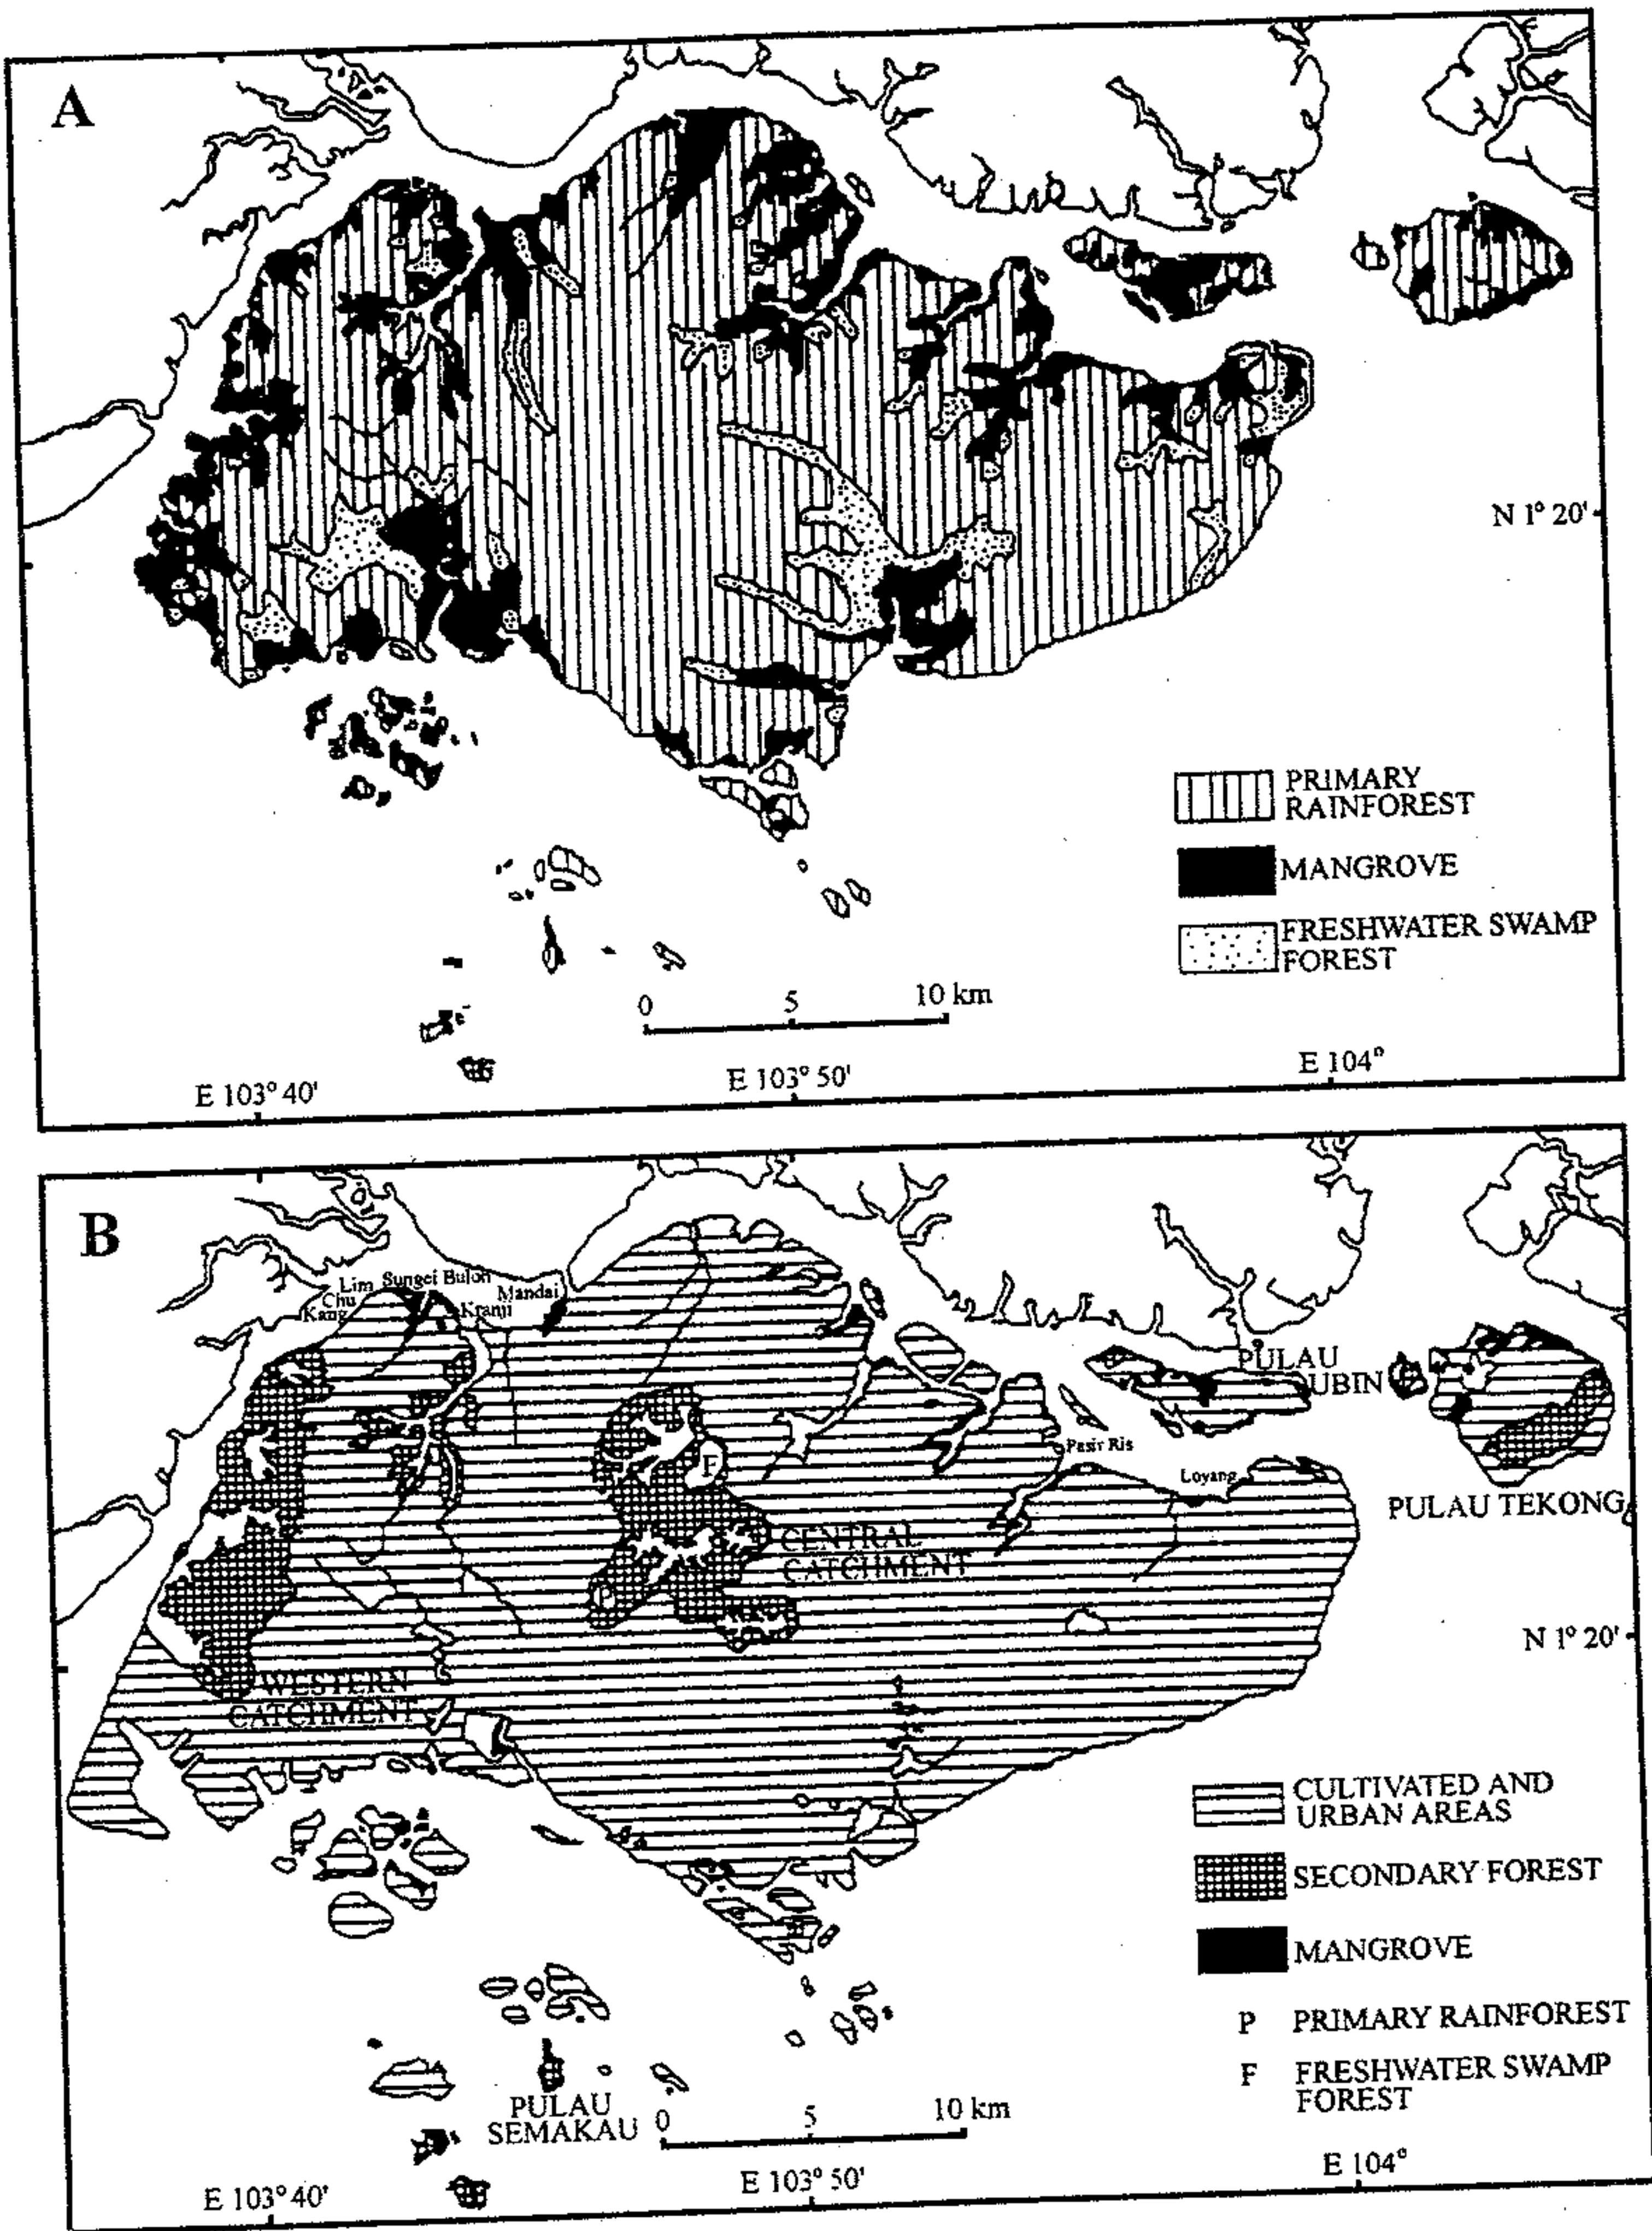 A
N 1° 20'
PRIMARY
RAINFOREST
MANGROVE
FRESHWATER SWAMP
FOREST
0 5 10 km
E 103° 40'
E 103° 50'
E 104°
B
Lim
Chu
Kang
Sungei Buloh
Kranji
Mandai
PULAU
UBIN
Pasir Ris
Loyang
PULAU TEKONG
F
CENTRAL
CATCHMENT
P
N 1° 20'
WESTERN
CATCHMENT
CULTIVATED AND
URBAN AREAS
SECONDARY FOREST
MANGROVE
P PRIMARY RAINFOREST
F FRESHWATER SWAMP
FOREST
PULAU
SEMAKAU
0 5 10 km
E 103° 40'
E 103° 50'
E 104°